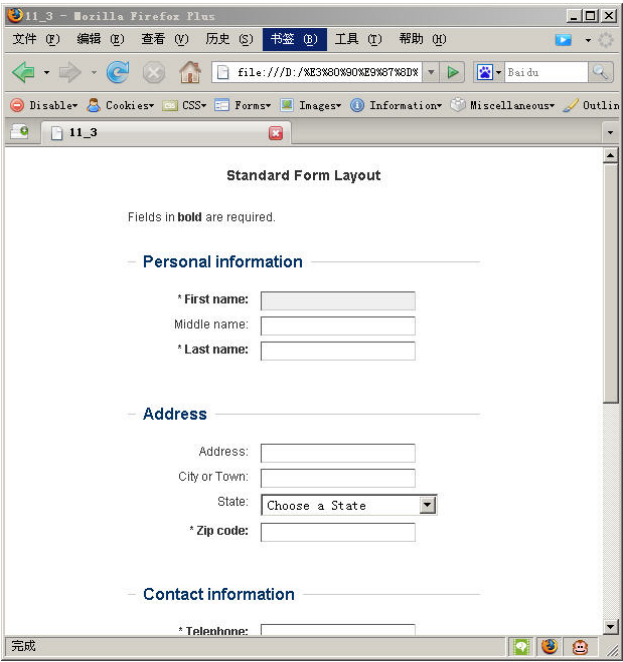 11_3 - Mozilla Firefox Plus
文件 (F) 编辑 (E) 查看 (V) 历史 (S) 书签 (B) 工具 (T) 帮助 (H)
file:///D:/%E3%80%90%E9%87%8D% Baidu
Disable Cookies CSS Forms Images Information Miscellaneous Outlin
11_3
Standard Form Layout
Fields in bold are required.
Personal information
* First name:
Middle name:
* Last name:
Address
Address:
City or Town:
State: Choose a State
* Zip code:
Contact information
* Telephone:
完成